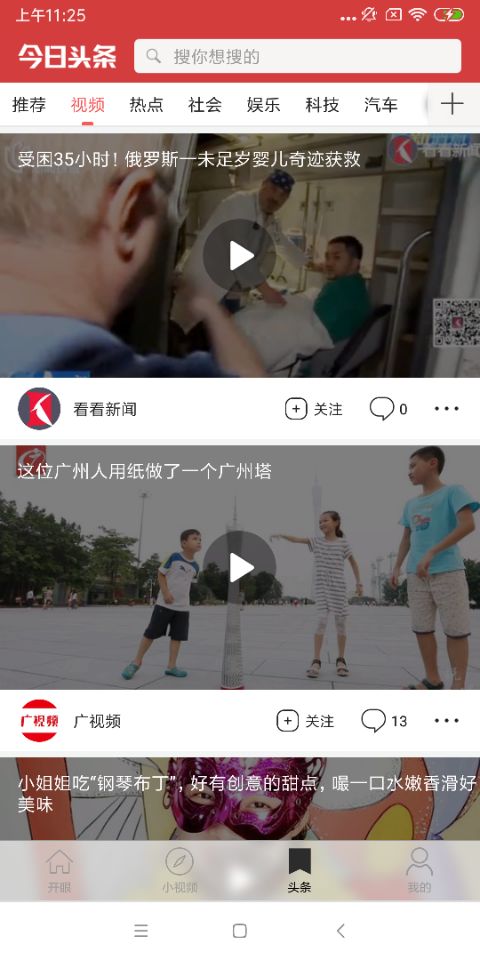 上午11:25
今日头条
搜你想搜的
推荐 视频 热点 社会 娱乐 科技 汽车
受困35小时！俄罗斯一未足岁婴儿奇迹获救
看看新闻
看看新闻 关注 0
这位广州人用纸做了一个广州塔
广视频
广视频 关注 13
小姐姐吃“钢琴布丁”，好有创意的甜点，嘬一口水嫩香滑好
美味
开眼 小视频 头条 我的